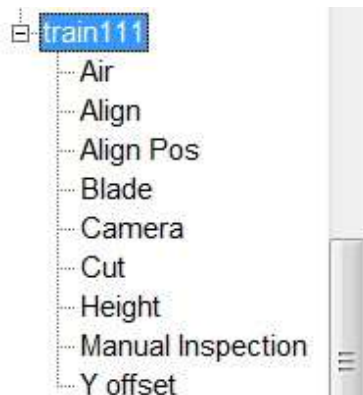 train111
Air
Align
Align Pos
Blade
Camera
Cut
Height
Manual Inspection
Y offset